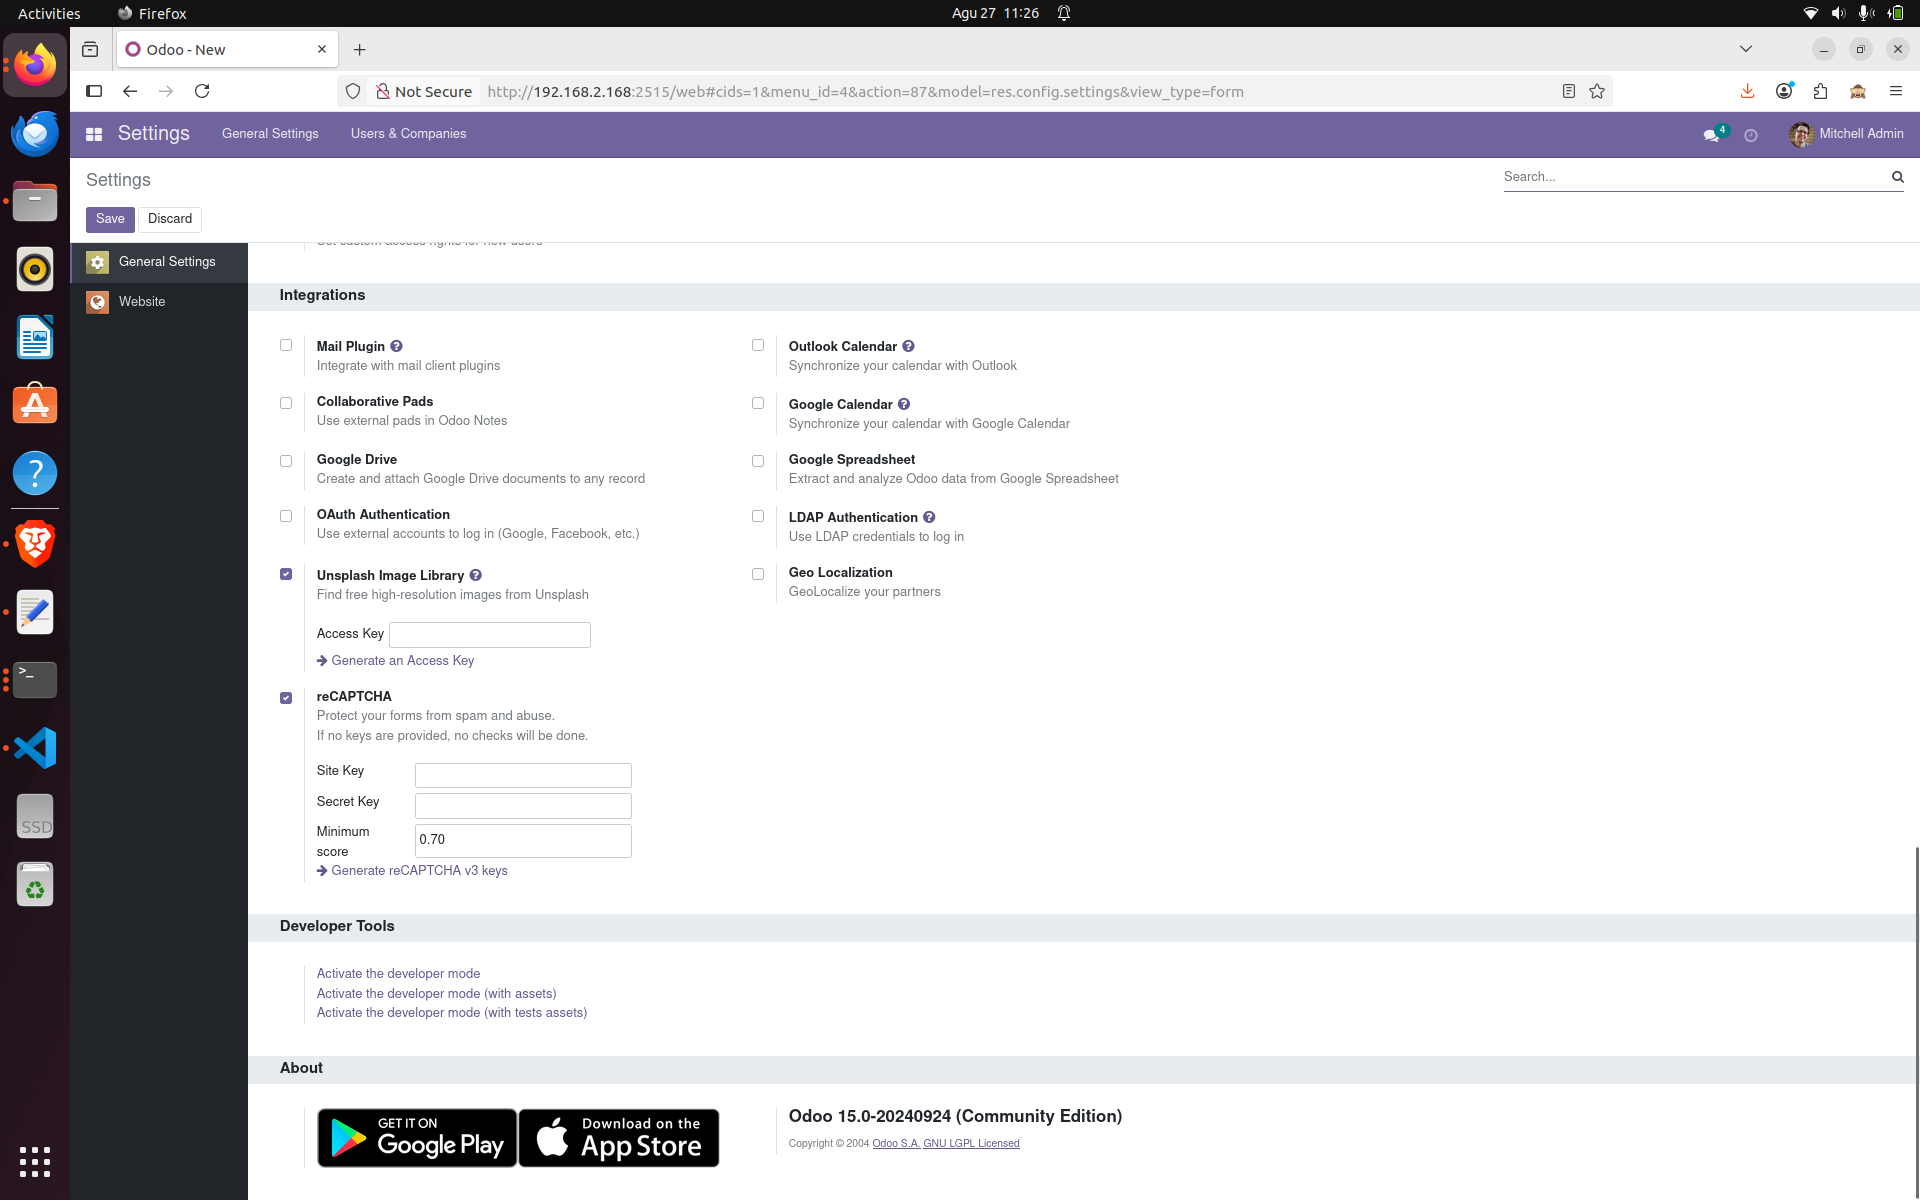 Activities
Firefox
Agu 27 11:26
Odoo - New
Not Secure
http://192.168.2.168:2515/web#cids=1&menu_id=4&action=87&model=res.config.settings&view_type=form
Settings
General Settings
Users & Companies
4
Mitchell Admin
Settings
Search...
Save
Discard
Set custom access rights for new users
General Settings
Website
Integrations
Mail Plugin
Integrate with mail client plugins
Outlook Calendar
Synchronize your calendar with Outlook
Collaborative Pads
Use external pads in Odoo Notes
Google Calendar
Synchronize your calendar with Google Calendar
Google Drive
Create and attach Google Drive documents to any record
Google Spreadsheet
Extract and analyze Odoo data from Google Spreadsheet
OAuth Authentication
Use external accounts to log in (Google, Facebook, etc.)
LDAP Authentication
Use LDAP credentials to log in
Unsplash Image Library
Find free high-resolution images from Unsplash
Access Key
Generate an Access Key
Geo Localization
GeoLocalize your partners
reCAPTCHA
Protect your forms from spam and abuse.
If no keys are provided, no checks will be done.
Site Key
Secret Key
Minimum
score
0.70
Generate reCAPTCHA v3 keys
SSD
Developer Tools
Activate the developer mode
Activate the developer mode (with assets)
Activate the developer mode (with tests assets)
About
GET IT ON
Google Play
Download on the
App Store
Odoo 15.0-20240924 (Community Edition)
Copyright © 2004 Odoo S.A. GNU LGPL Licensed